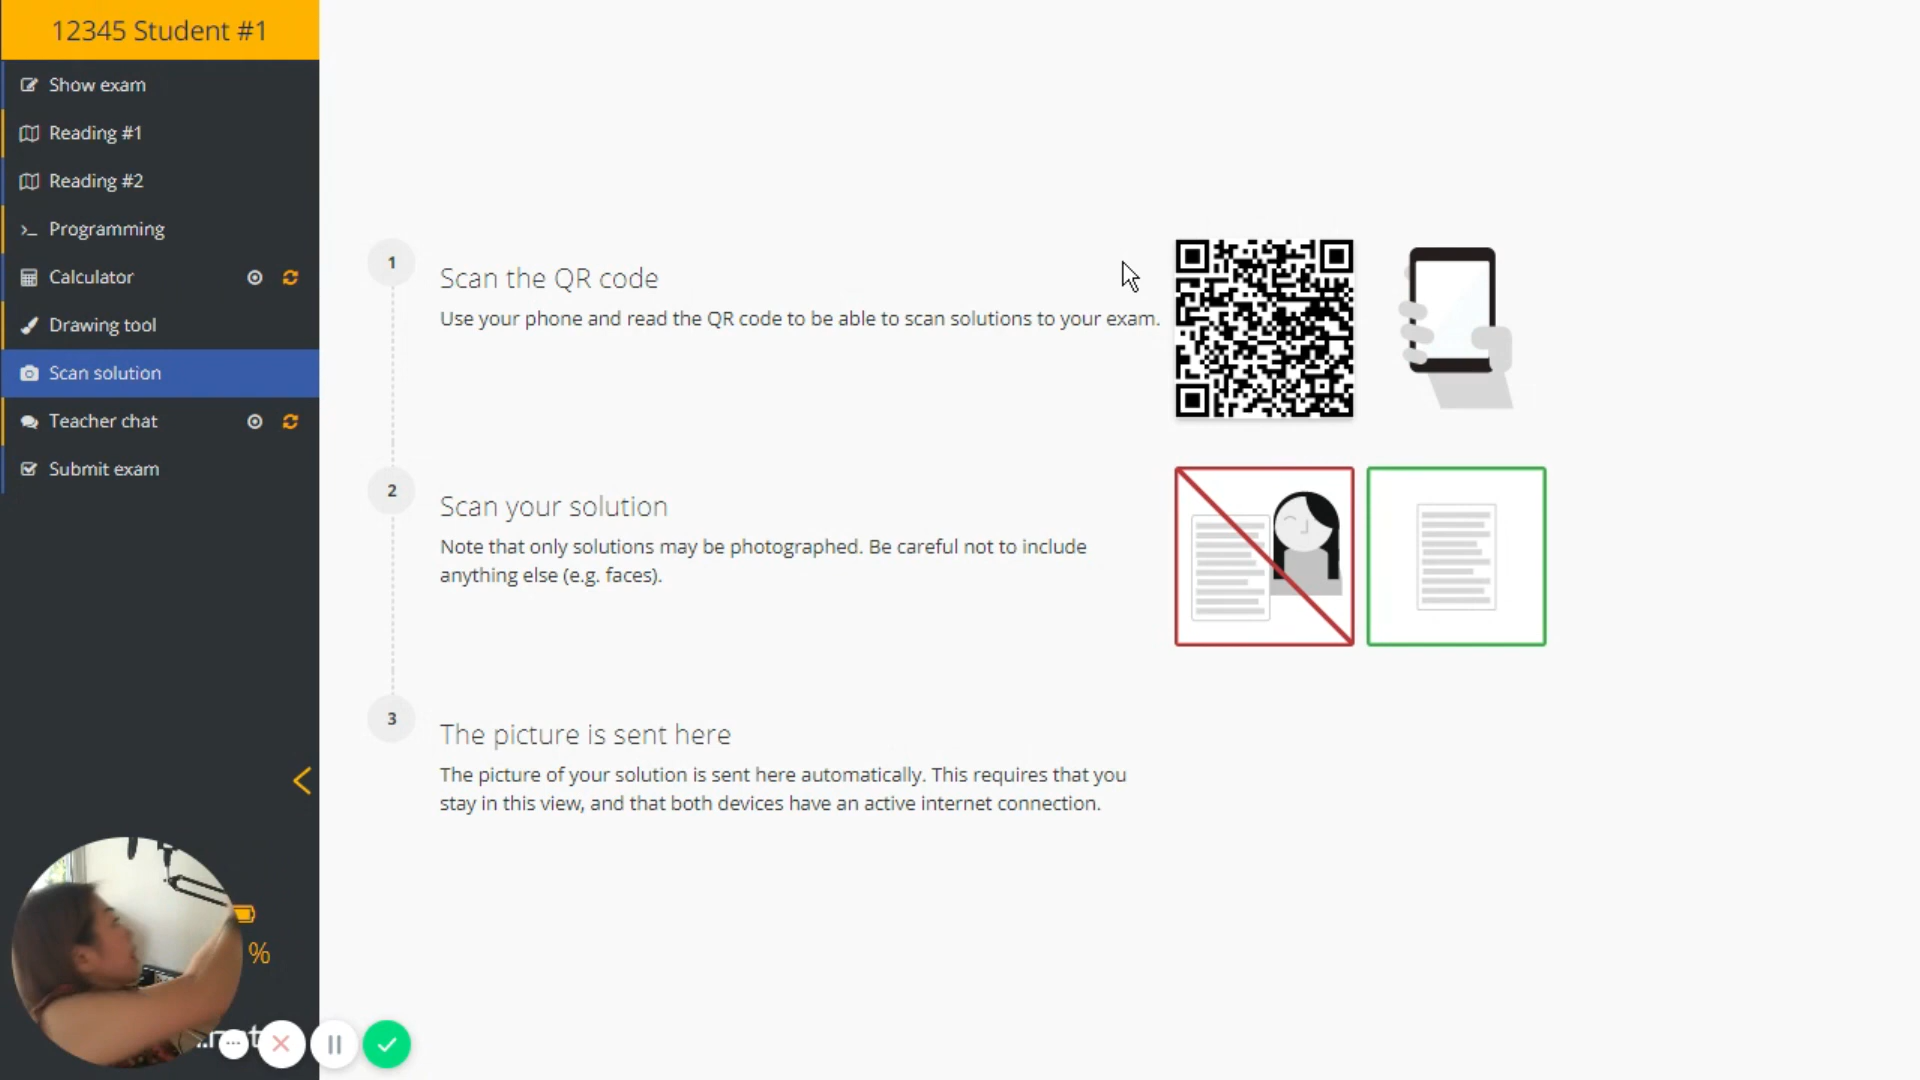 12345 Student #1
Show exam
Reading #1
Reading #2
Programming
Calculator
Drawing tool
Scan solution
Teacher chat
Submit exam
%
1
Scan the QR code
Use your phone and read the QR code to be able to scan solutions to your exam.
2
Scan your solution
Note that only solutions may be photographed. Be careful not to include
anything else (e.g. faces).
3
The picture is sent here
The picture of your solution is sent here automatically. This requires that you
stay in this view, and that both devices have an active internet connection.